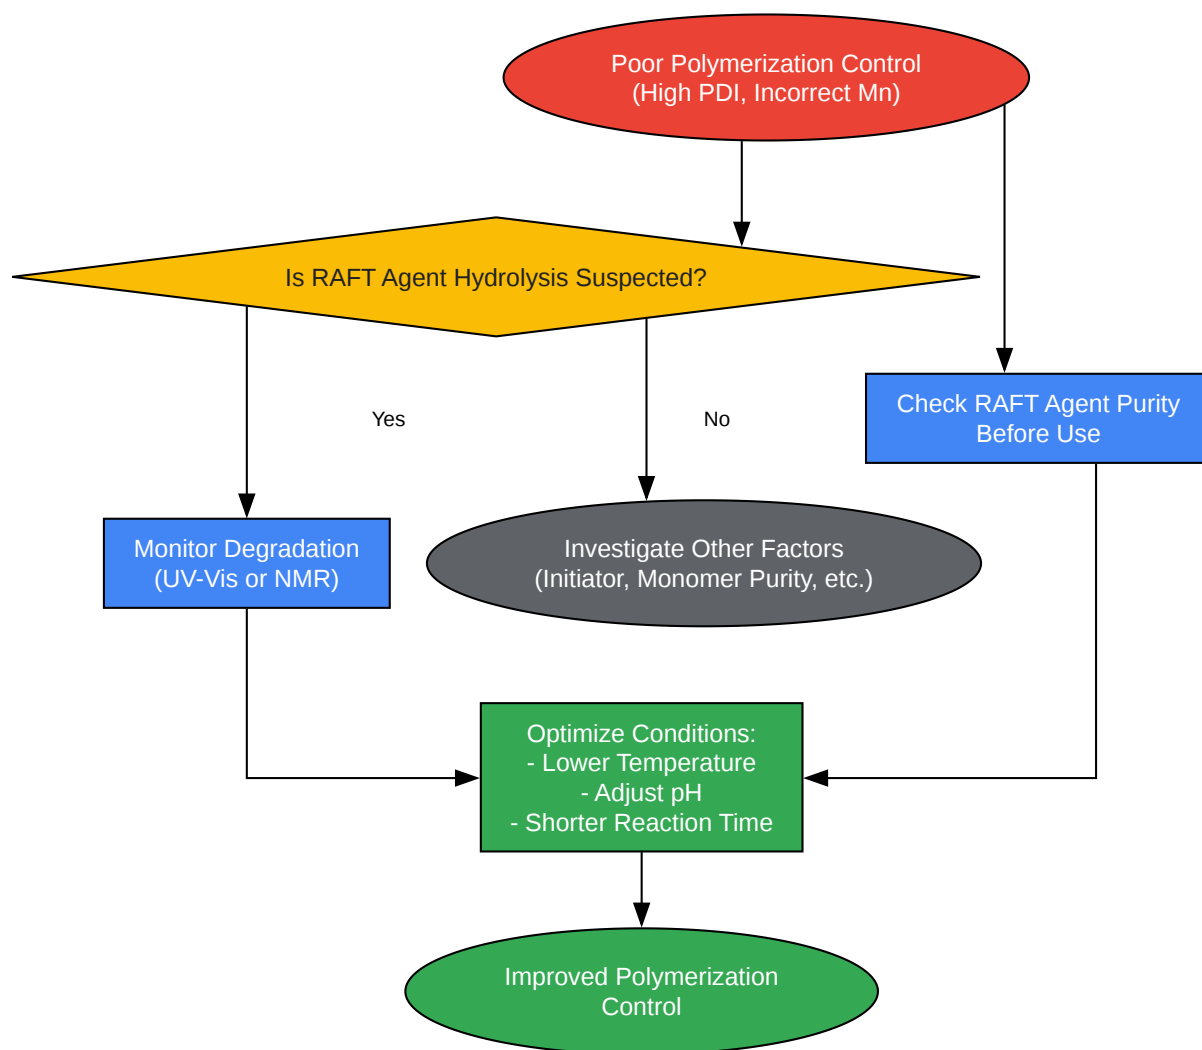 Poor Polymerization Control
(High PDI, Incorrect Mn)
Is RAFT Agent Hydrolysis Suspected?
Yes
No
Check RAFT Agent Purity
Before Use
Monitor Degradation
(UV-Vis or NMR)
Investigate Other Factors
(Initiator, Monomer Purity, etc.)
Optimize Conditions:
- Lower Temperature
- Adjust pH
- Shorter Reaction Time
Improved Polymerization
Control